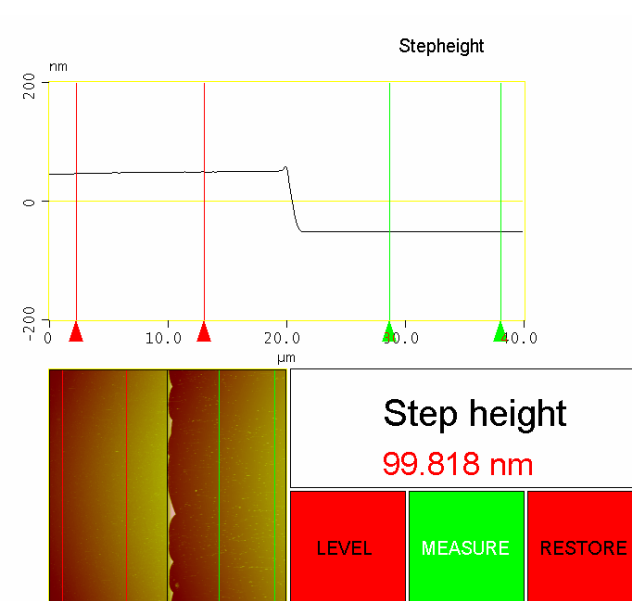 Stepheight
nm
200
0
-200
0 10.0 20.0 30.0 40.0
µm
Step height
99.818 nm
LEVEL MEASURE RESTORE